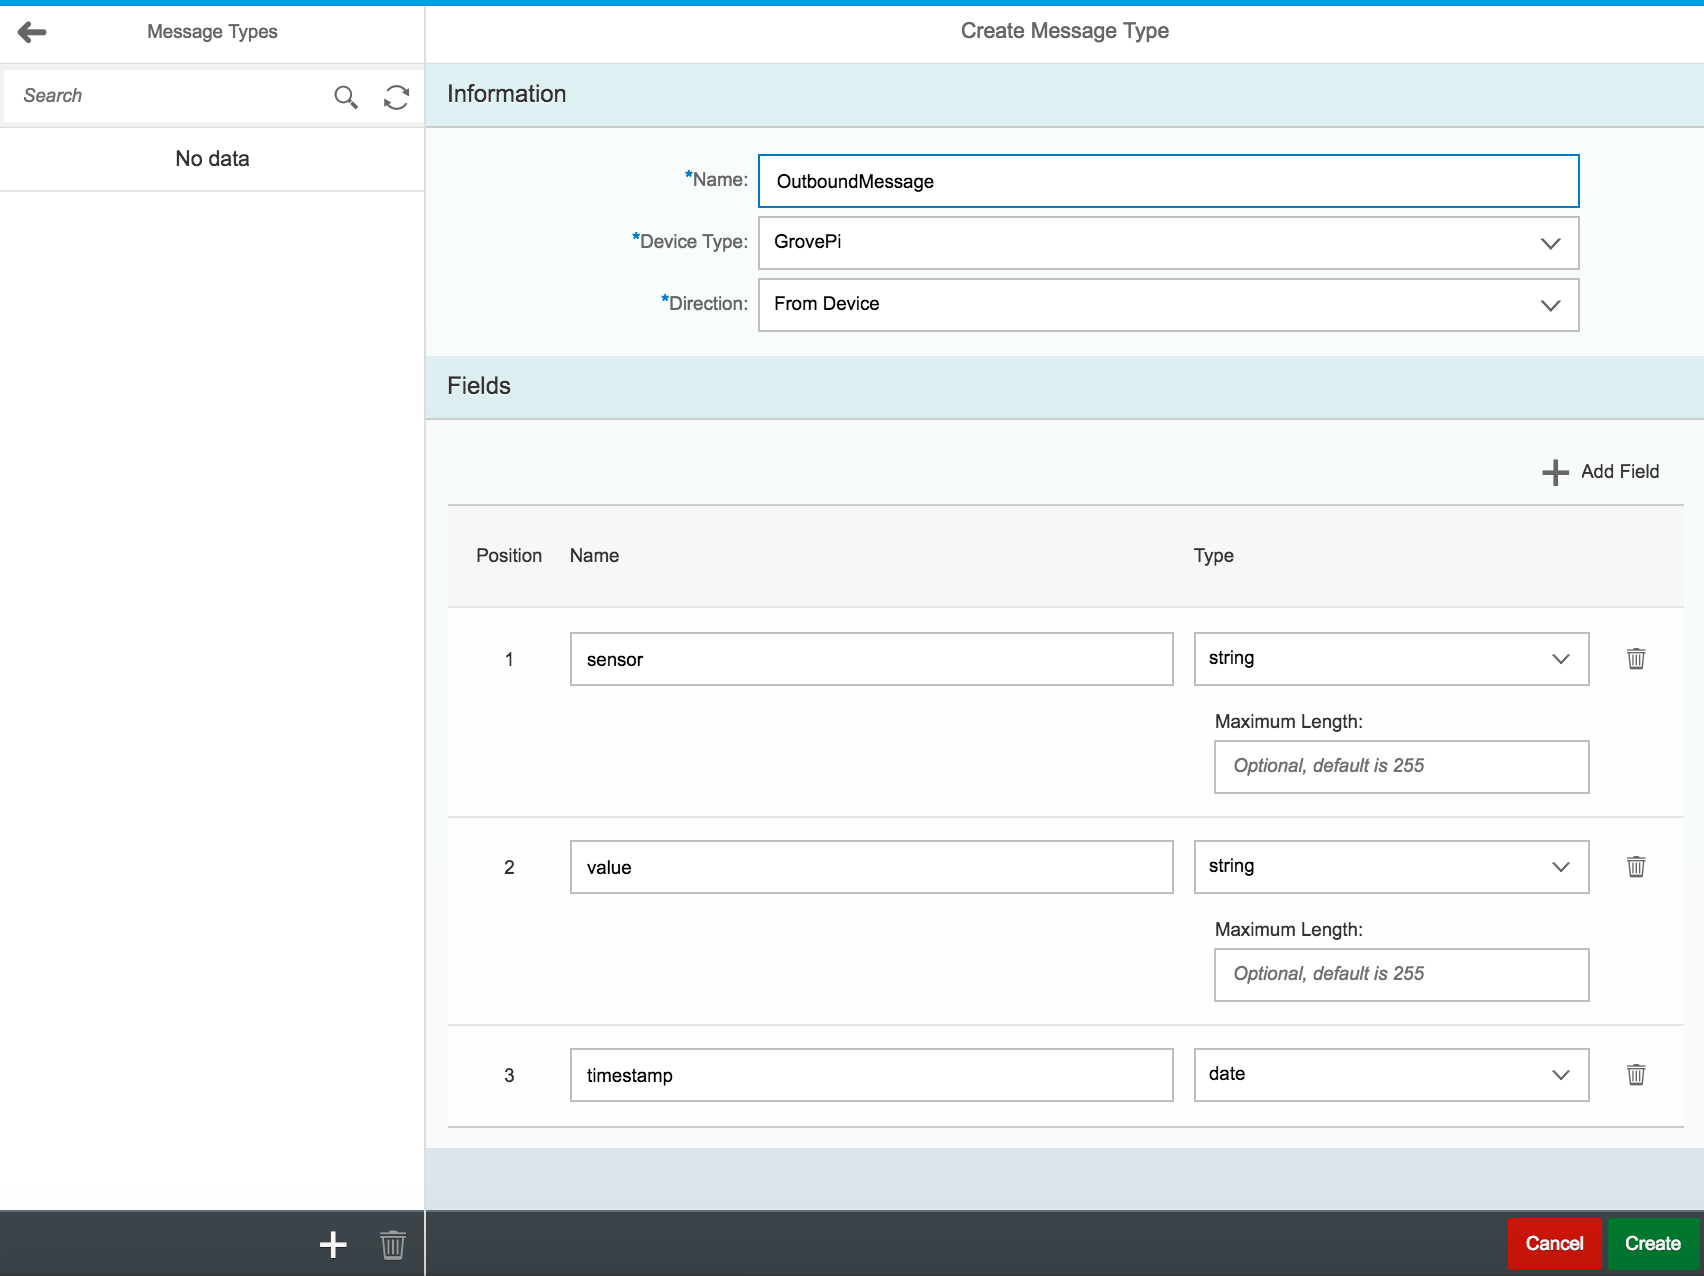 Message Types
Create Message Type
Search
No data
Information
*Name: OutboundMessage
*Device Type: GrovePi
*Direction: From Device
Fields
Add Field
Position Name Type
1 sensor string
Maximum Length:
Optional, default is 255
2 value string
Maximum Length:
Optional, default is 255
3 timestamp date
Cancel Create